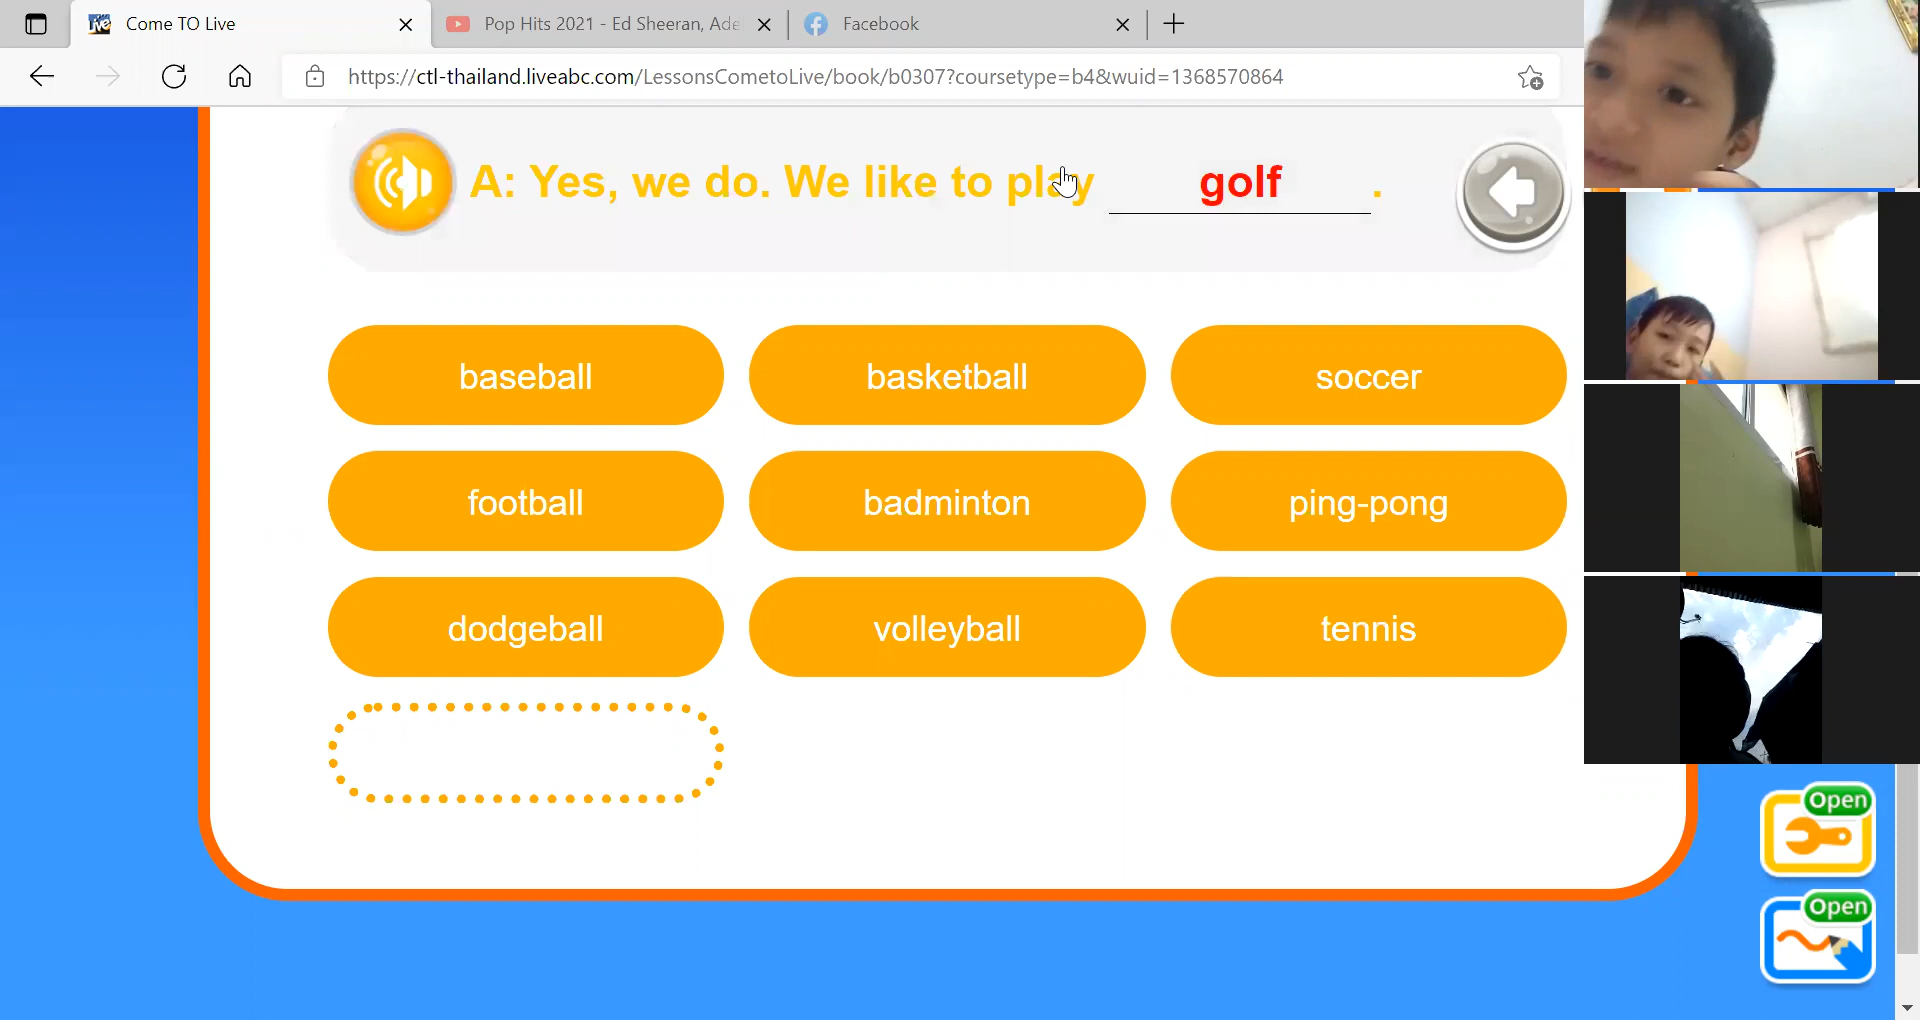 Come TO Live
Pop Hits 2021 - Ed Sheeran, Ade
Facebook
https://ctl-thailand.liveabc.com/LessonsCometoLive/book/b0307?coursetype=b4&wuid=1368570864
A: Yes, we do. We like to play golf.
baseball
basketball
soccer
football
badminton
ping-pong
dodgeball
volleyball
tennis
Open
Open